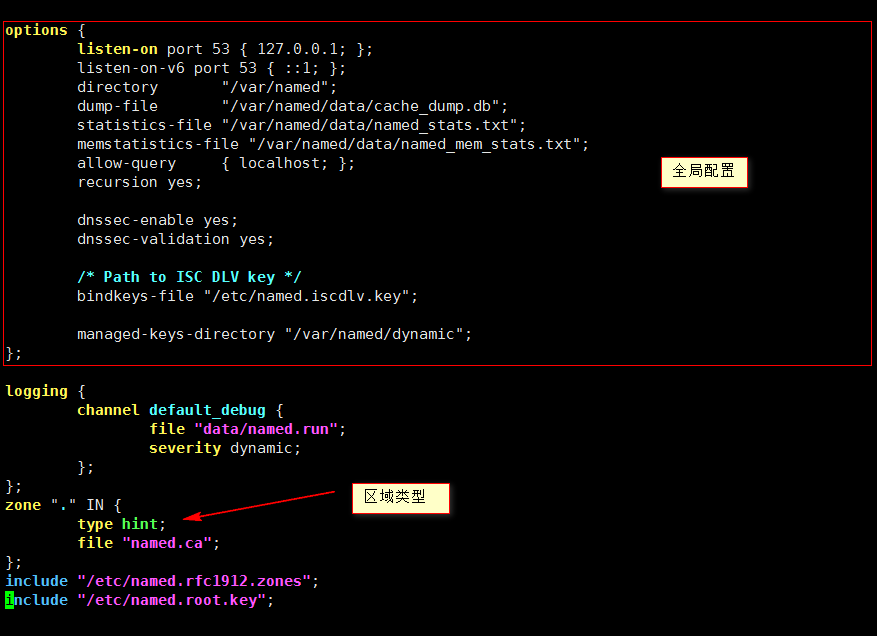 options {
        listen-on port 53 { 127.0.0.1; };
        listen-on-v6 port 53 { ::1; };
        directory       "/var/named";
        dump-file       "/var/named/data/cache_dump.db";
        statistics-file "/var/named/data/named_stats.txt";
        memstatistics-file "/var/named/data/named_mem_stats.txt";
        allow-query     { localhost; };
全局配置
        recursion yes;
        dnssec-enable yes;
        dnssec-validation yes;
        /* Path to ISC DLV key */
        bindkeys-file "/etc/named.iscdlv.key";
        managed-keys-directory "/var/named/dynamic";
};
logging {
        channel default_debug {
                file "data/named.run";
                severity dynamic;
        };
};
区域类型
zone "." IN {
        type hint;
        file "named.ca";
};
include "/etc/named.rfc1912.zones";
include "/etc/named.root.key";